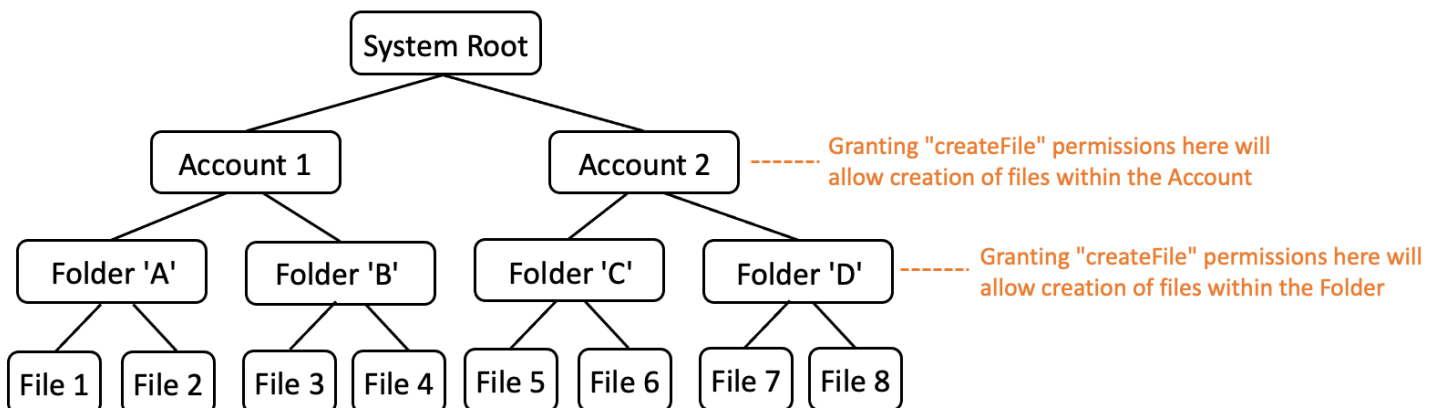 System Root
Account 1
Account 2
Granting "createFile" permissions here will
allow creation of files within the Account
Folder 'A'
Folder 'B'
Folder 'C'
Folder 'D'
Granting "createFile" permissions here will
allow creation of files within the Folder
File 1
File 2
File 3
File 4
File 5
File 6
File 7
File 8